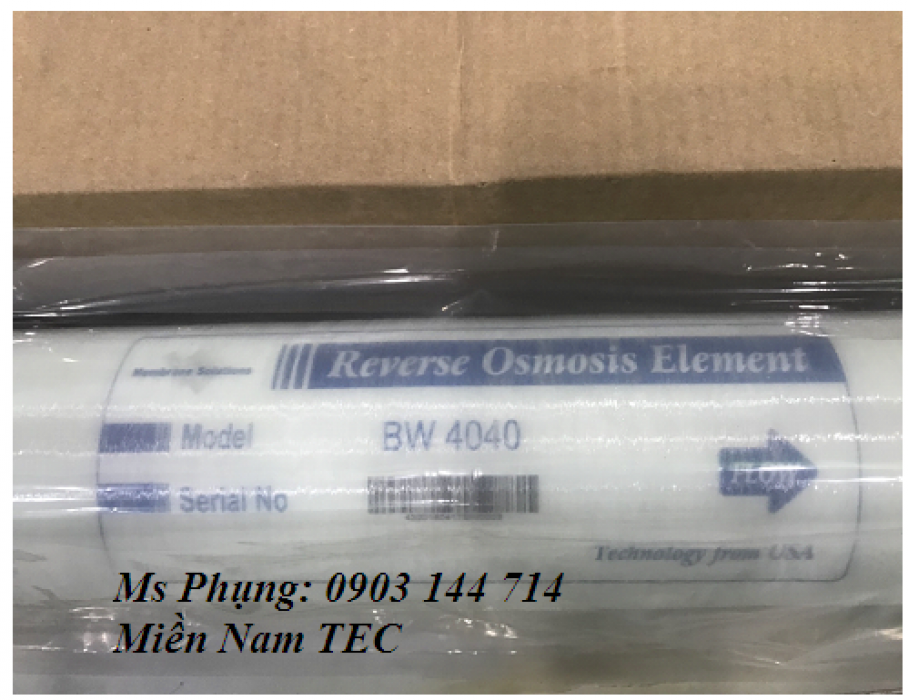 Membrane Solutions
Reverse Osmosis Element
Model BW 4040
Serial No
FLOW
Technology from USA
Ms Phụng: 0903 144 714
Miền Nam TEC